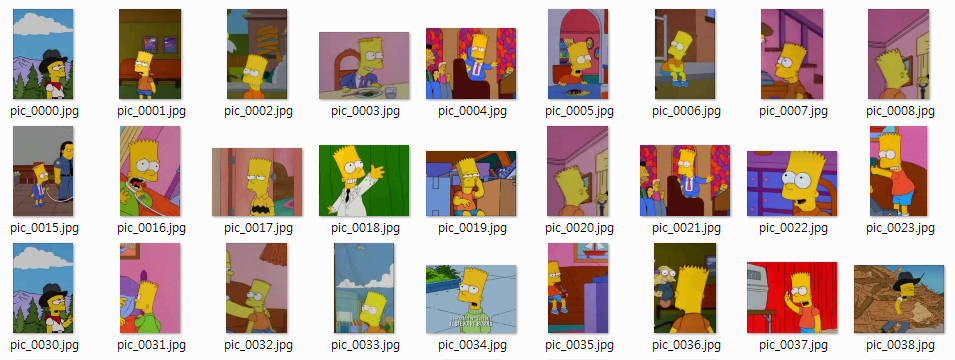 pic_0000.jpg pic_0001.jpg pic_0002.jpg pic_0003.jpg pic_0004.jpg pic_0005.jpg pic_0006.jpg pic_0007.jpg pic_0008.jpg
pic_0015.jpg pic_0016.jpg pic_0017.jpg pic_0018.jpg pic_0019.jpg pic_0020.jpg pic_0021.jpg pic_0022.jpg pic_0023.jpg
pic_0030.jpg pic_0031.jpg pic_0032.jpg pic_0033.jpg pic_0034.jpg pic_0035.jpg pic_0036.jpg pic_0037.jpg pic_0038.jpg